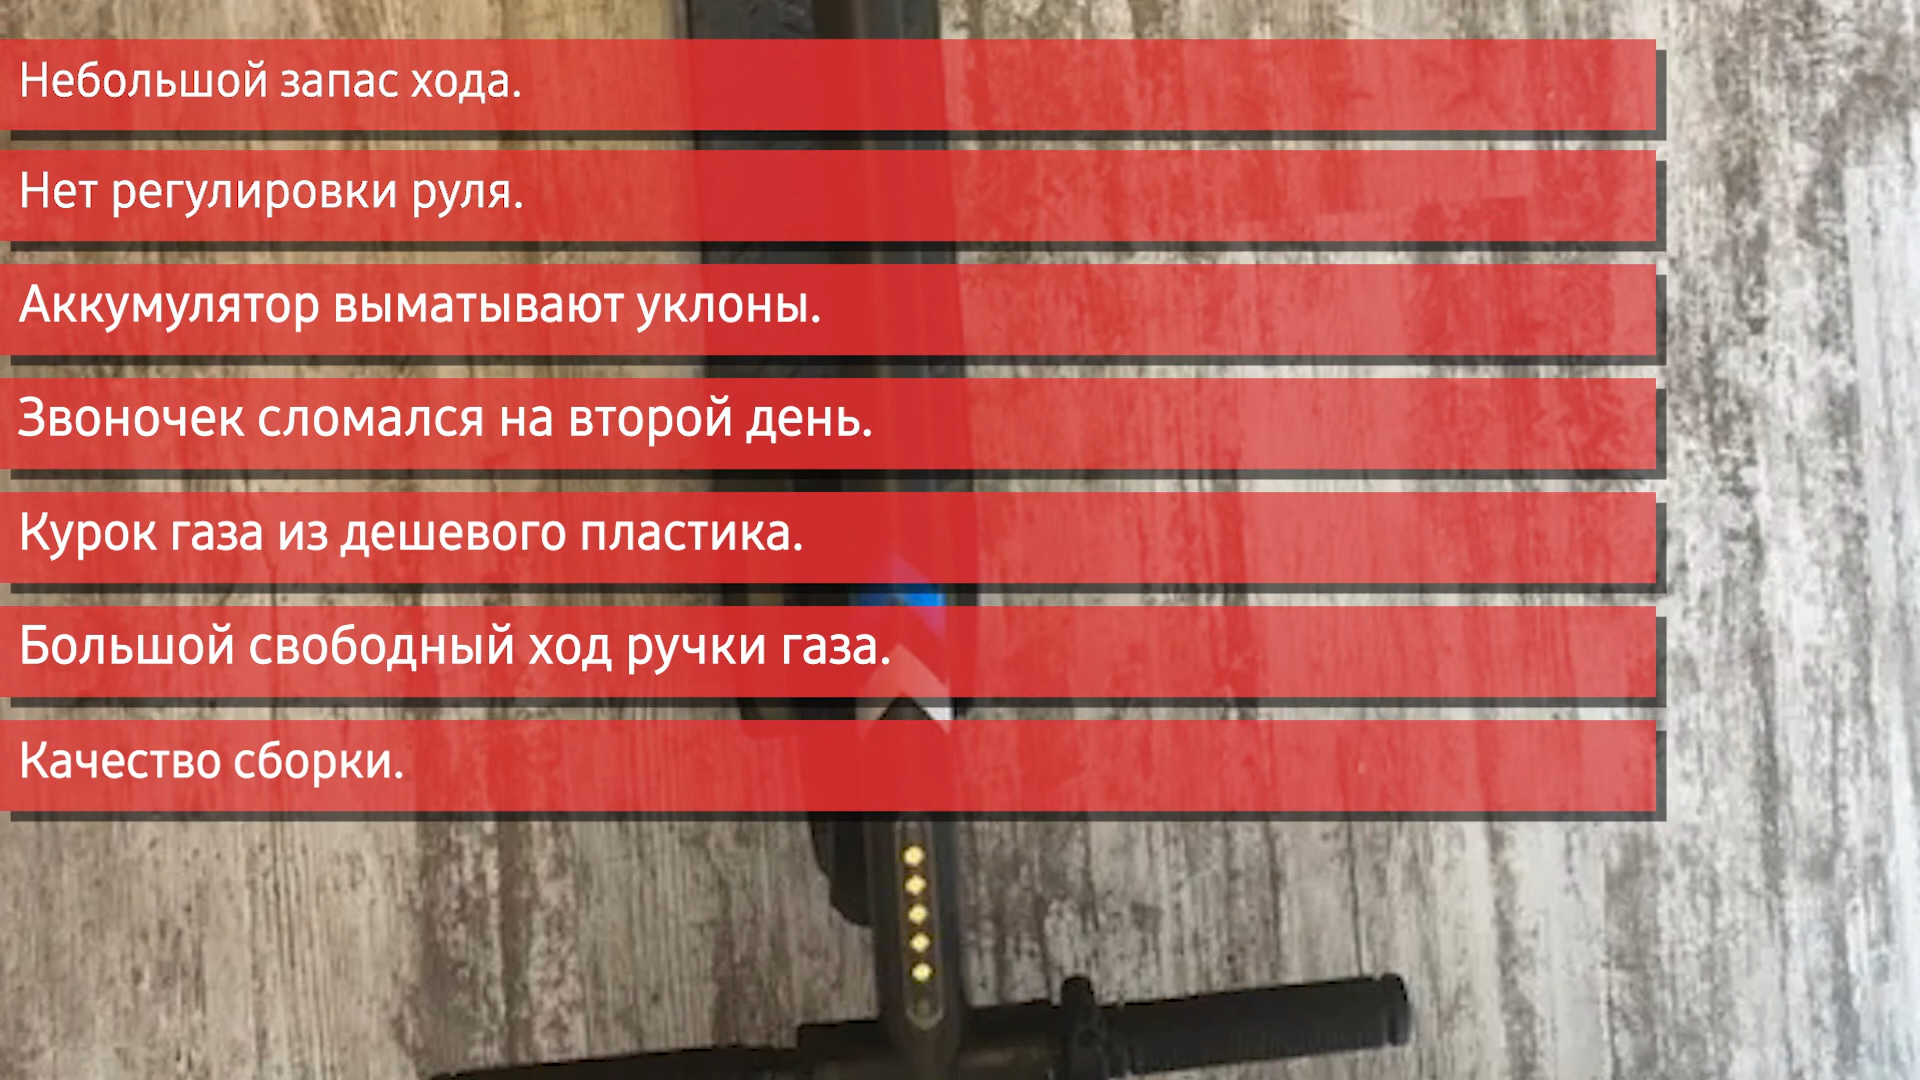 Небольшой запас хода.
Нет регулировки руля.
Аккумулятор выматывают уклоны.
Звоночек сломался на второй день.
Курок газа из дешевого пластика.
Большой свободный ход ручки газа.
Качество сборки.